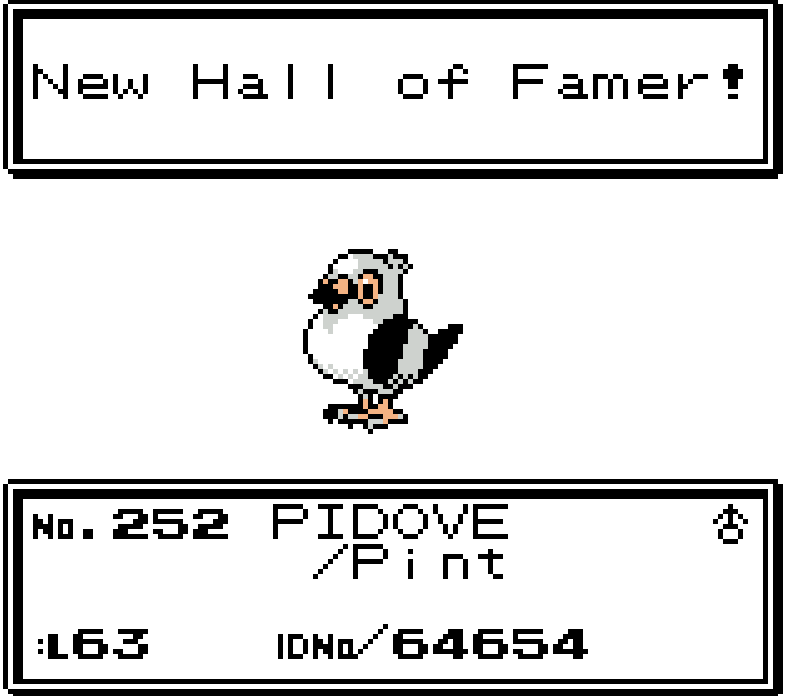 New Hall of Famer!
No.252 PIDOVE ♂
/Pint
:L63 IDNo/64654